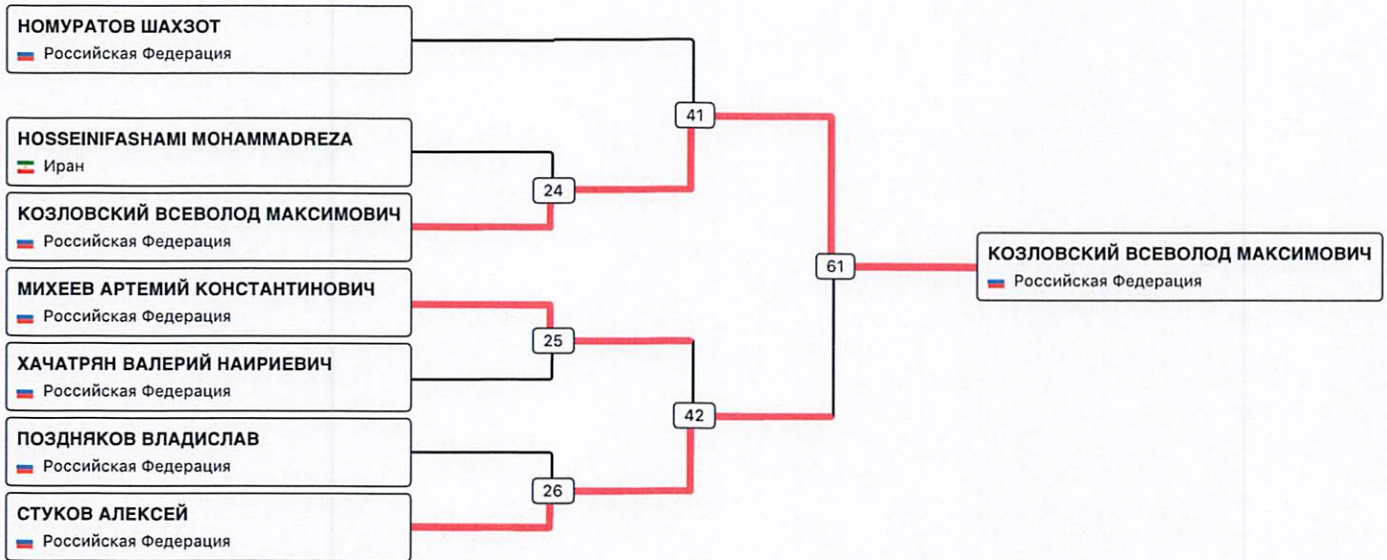 НОМУРАТОВ ШАХЗОТ
Российская Федерация
41
HOSSEINIFASHAMI MOHAMMADREZA
Иран
24
КОЗЛОВСКИЙ ВСЕВОЛОД МАКСИМОВИЧ
Российская Федерация
61
КОЗЛОВСКИЙ ВСЕВОЛОД МАКСИМОВИЧ
Российская Федерация
МИХЕЕВ АРТЕМИЙ КОНСТАНТИНОВИЧ
Российская Федерация
25
ХАЧАТРЯН ВАЛЕРИЙ НАИРИЕВИЧ
Российская Федерация
42
ПОЗДНЯКОВ ВЛАДИСЛАВ
Российская Федерация
26
СТУКОВ АЛЕКСЕЙ
Российская Федерация